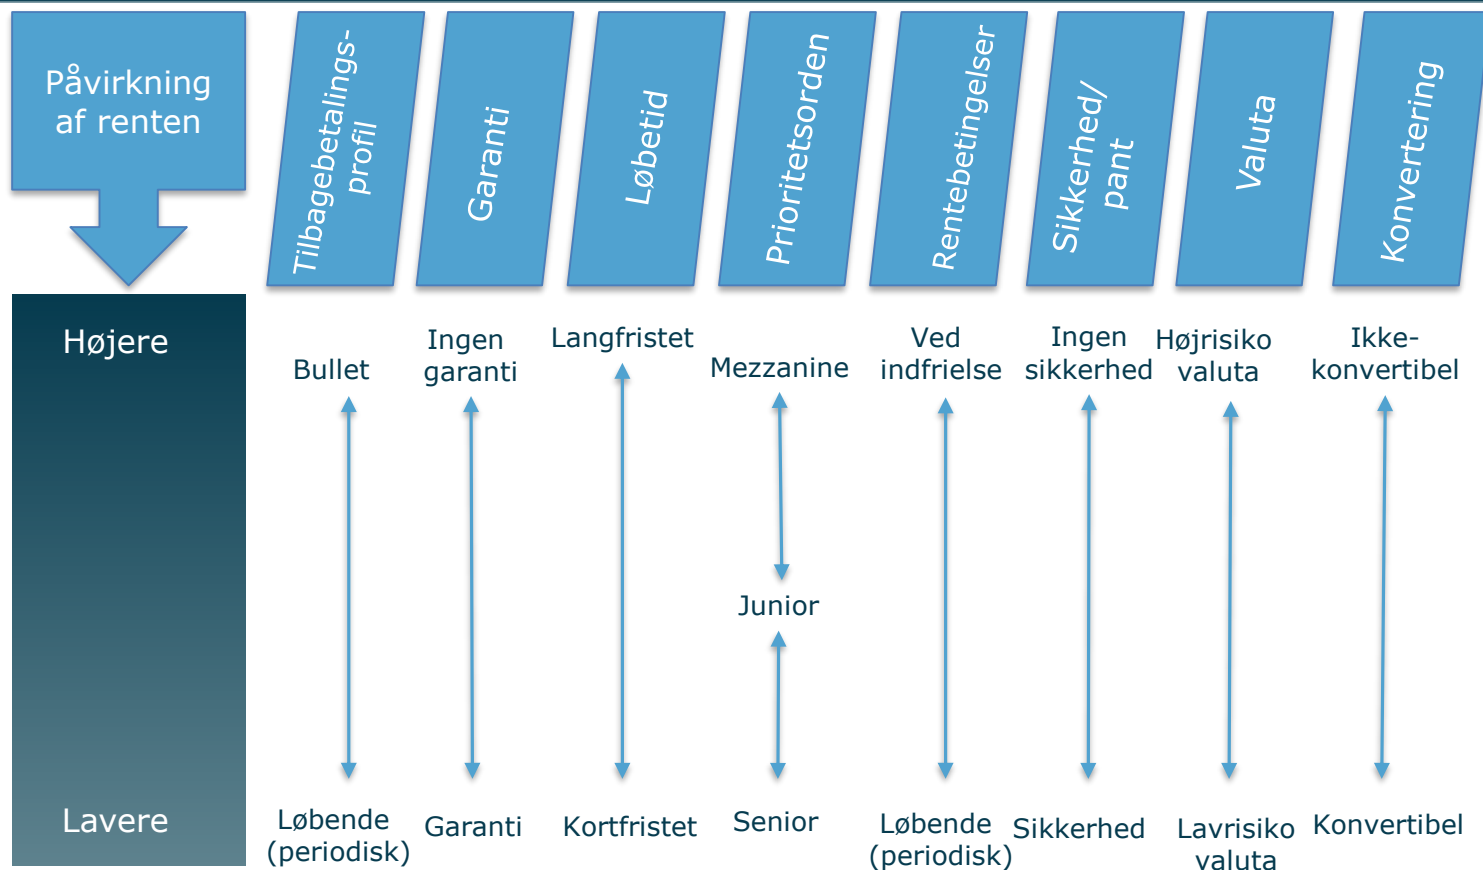 Påvirkning
af renten
Tilbagebetalings-
profil
Garanti
Løbetid
Prioritetsorden
Rentebetingelser
Sikkerhed/
pant
Valuta
Konvertering
Højere
Bullet
Ingen
garanti
Langfristet
Mezzanine
Ved
indfrielse
Ingen
sikkerhed
Højrisiko
valuta
Ikke-
konvertibel
Junior
Lavere
Løbende
(periodisk)
Garanti
Kortfristet
Senior
Løbende
(periodisk)
Sikkerhed
Lavrisiko
valuta
Konvertibel